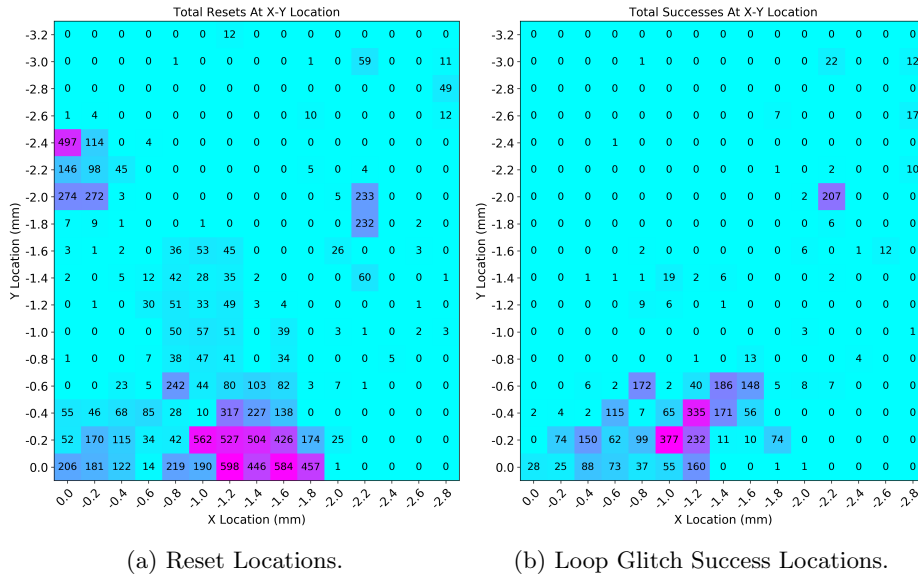 Total Resets At X-Y Location
Y Location (mm)
-3.2 0 0 0 0 0 0 12 0 0 0 0 0 0 0 0
-3.0 0 0 0 0 1 0 0 0 0 1 0 59 0 0 11
-2.8 0 0 0 0 0 0 0 0 0 0 0 0 0 0 49
-2.6 1 4 0 0 0 0 0 0 0 10 0 0 0 0 12
-2.4 497 114 0 4 0 0 0 0 0 0 0 0 0 0 0
-2.2 146 98 45 0 0 0 0 0 0 5 0 4 0 0 0
-2.0 274 272 3 0 0 0 0 0 0 0 5 233 0 0 0
-1.8 7 9 1 0 0 1 0 0 0 0 0 232 0 2 0
-1.6 3 1 2 0 36 53 45 0 0 0 26 0 0 3 0
-1.4 2 0 5 12 42 28 35 2 0 0 0 60 0 0 0
-1.2 0 1 0 30 51 33 49 3 4 0 0 0 0 1 0
-1.0 0 0 0 0 50 57 51 0 39 0 3 1 0 2 3
-0.8 1 0 0 7 38 47 41 0 34 0 0 0 5 0 0
-0.6 0 0 23 5 242 44 80 103 82 3 7 1 0 0 0
-0.4 55 46 68 85 28 10 317 227 138 0 0 0 0 0 0
-0.2 52 170 115 34 42 562 527 504 426 174 25 0 0 0 0
0.0 206 181 122 14 219 190 598 446 584 457 1 0 0 0 0
0.0 -0.2 -0.4 -0.6 -0.8 -1.0 -1.2 -1.4 -1.6 -1.8 -2.0 -2.2 -2.4 -2.6 -2.8
X Location (mm)
(a) Reset Locations.
Total Successes At X-Y Location
Y Location (mm)
-3.2 0 0 0 0 0 0 0 0 0 0 0 0 0 0 0
-3.0 0 0 0 0 1 0 0 0 0 0 0 22 0 0 12
-2.8 0 0 0 0 0 0 0 0 0 0 0 0 0 0 0
-2.6 0 0 0 0 0 0 0 0 0 7 0 0 0 0 17
-2.4 0 0 0 1 0 0 0 0 0 0 0 0 0 0 0
-2.2 0 0 0 0 0 0 0 0 0 1 0 2 0 0 10
-2.0 0 0 0 0 0 0 0 0 0 0 2 207 0 0 0
-1.8 0 0 0 0 0 0 0 0 0 0 0 6 0 0 0
-1.6 0 0 0 0 2 0 0 0 0 0 6 0 1 12 0
-1.4 0 0 1 1 1 19 2 6 0 0 0 6 0 0 0
-1.2 0 0 0 0 9 6 0 1 0 0 0 0 0 0 0
-1.0 0 0 0 0 0 0 0 0 0 0 3 0 0 0 1
-0.8 0 0 0 0 0 0 1 0 13 0 0 0 4 0 0
-0.6 0 0 6 2 172 2 40 186 148 5 8 7 0 0 0
-0.4 2 4 2 115 7 65 335 171 56 0 0 0 0 0 0
-0.2 0 74 150 62 99 377 232 11 10 74 0 0 0 0 0
0.0 28 25 88 73 37 55 160 0 0 1 1 0 0 0 0
0.0 -0.2 -0.4 -0.6 -0.8 -1.0 -1.2 -1.4 -1.6 -1.8 -2.0 -2.2 -2.4 -2.6 -2.8
X Location (mm)
(b) Loop Glitch Success Locations.